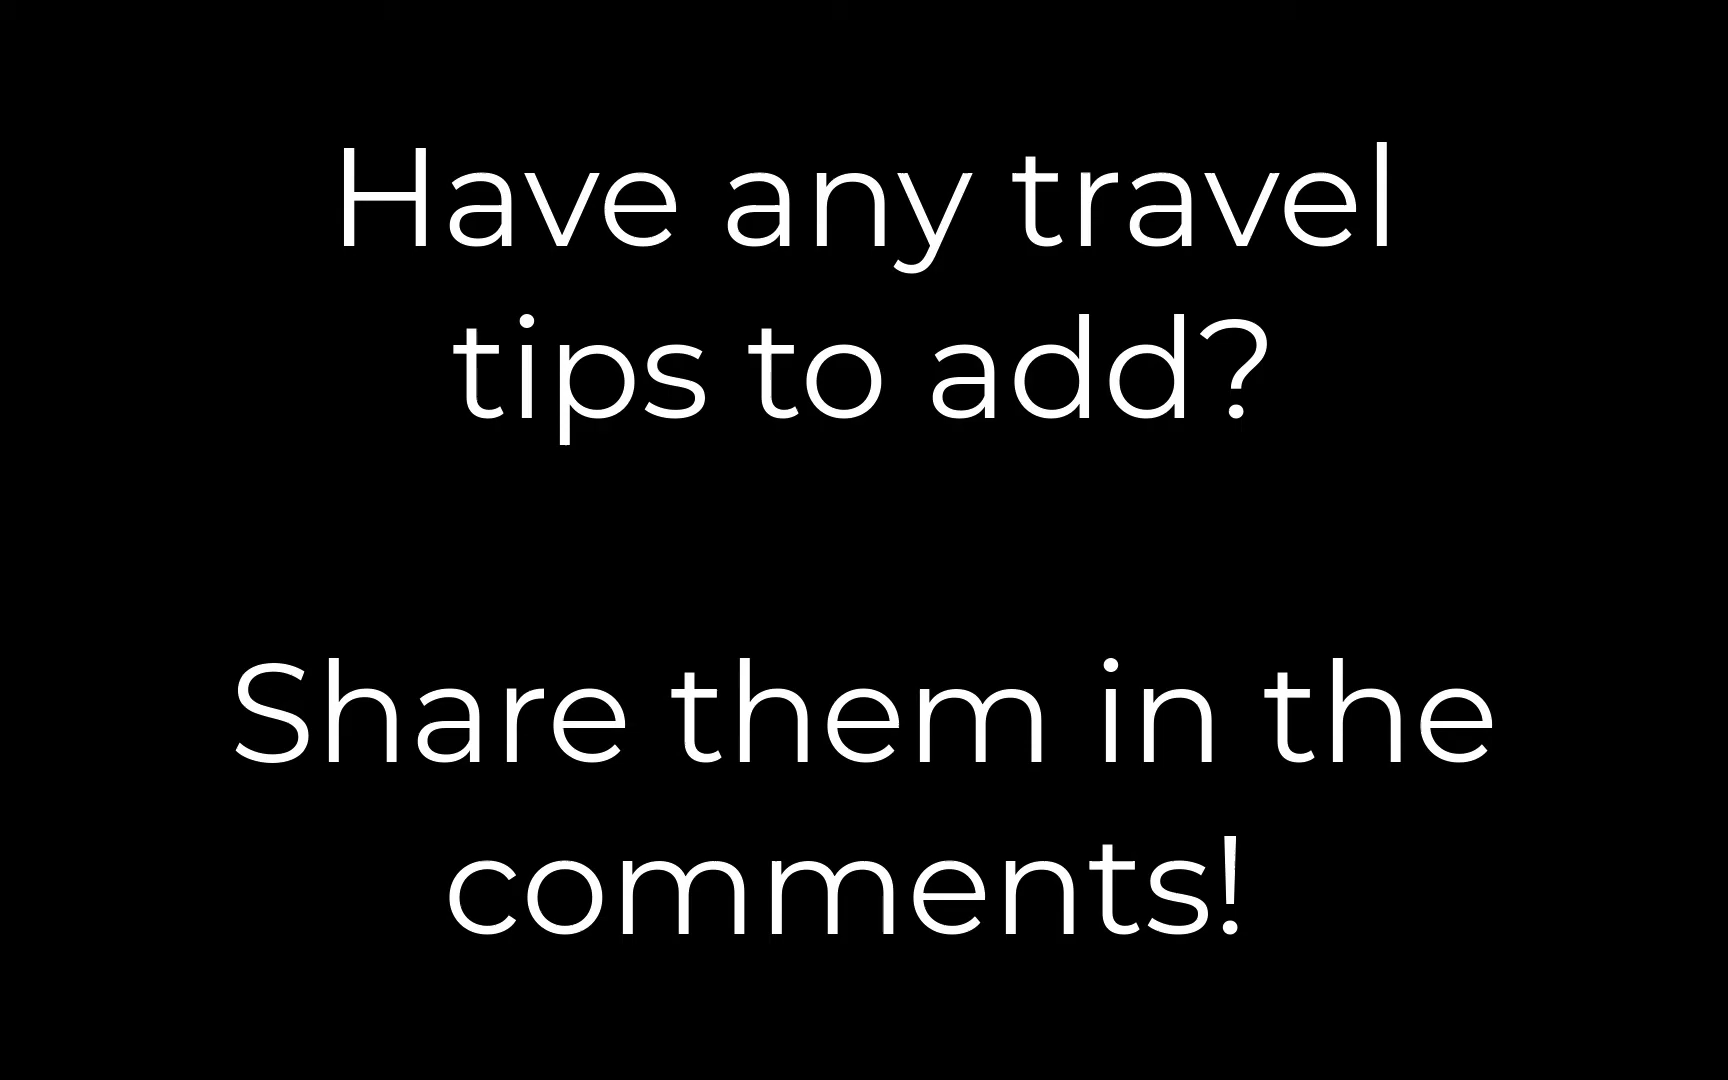 Have any travel
tips to add?
Share them in the
comments!